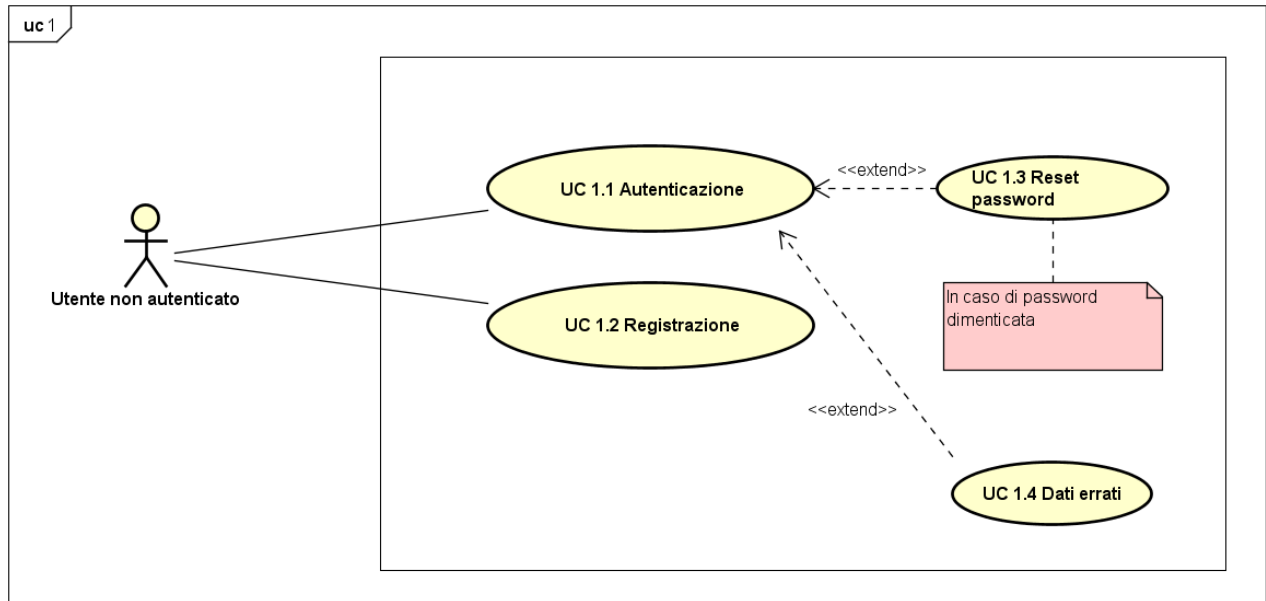 uc 1
UC 1.1 Autenticazione
<<extend>>
UC 1.3 Reset
password
Utente non autenticato
In caso di password
dimenticata
UC 1.2 Registrazione
<<extend>>
UC 1.4 Dati errati